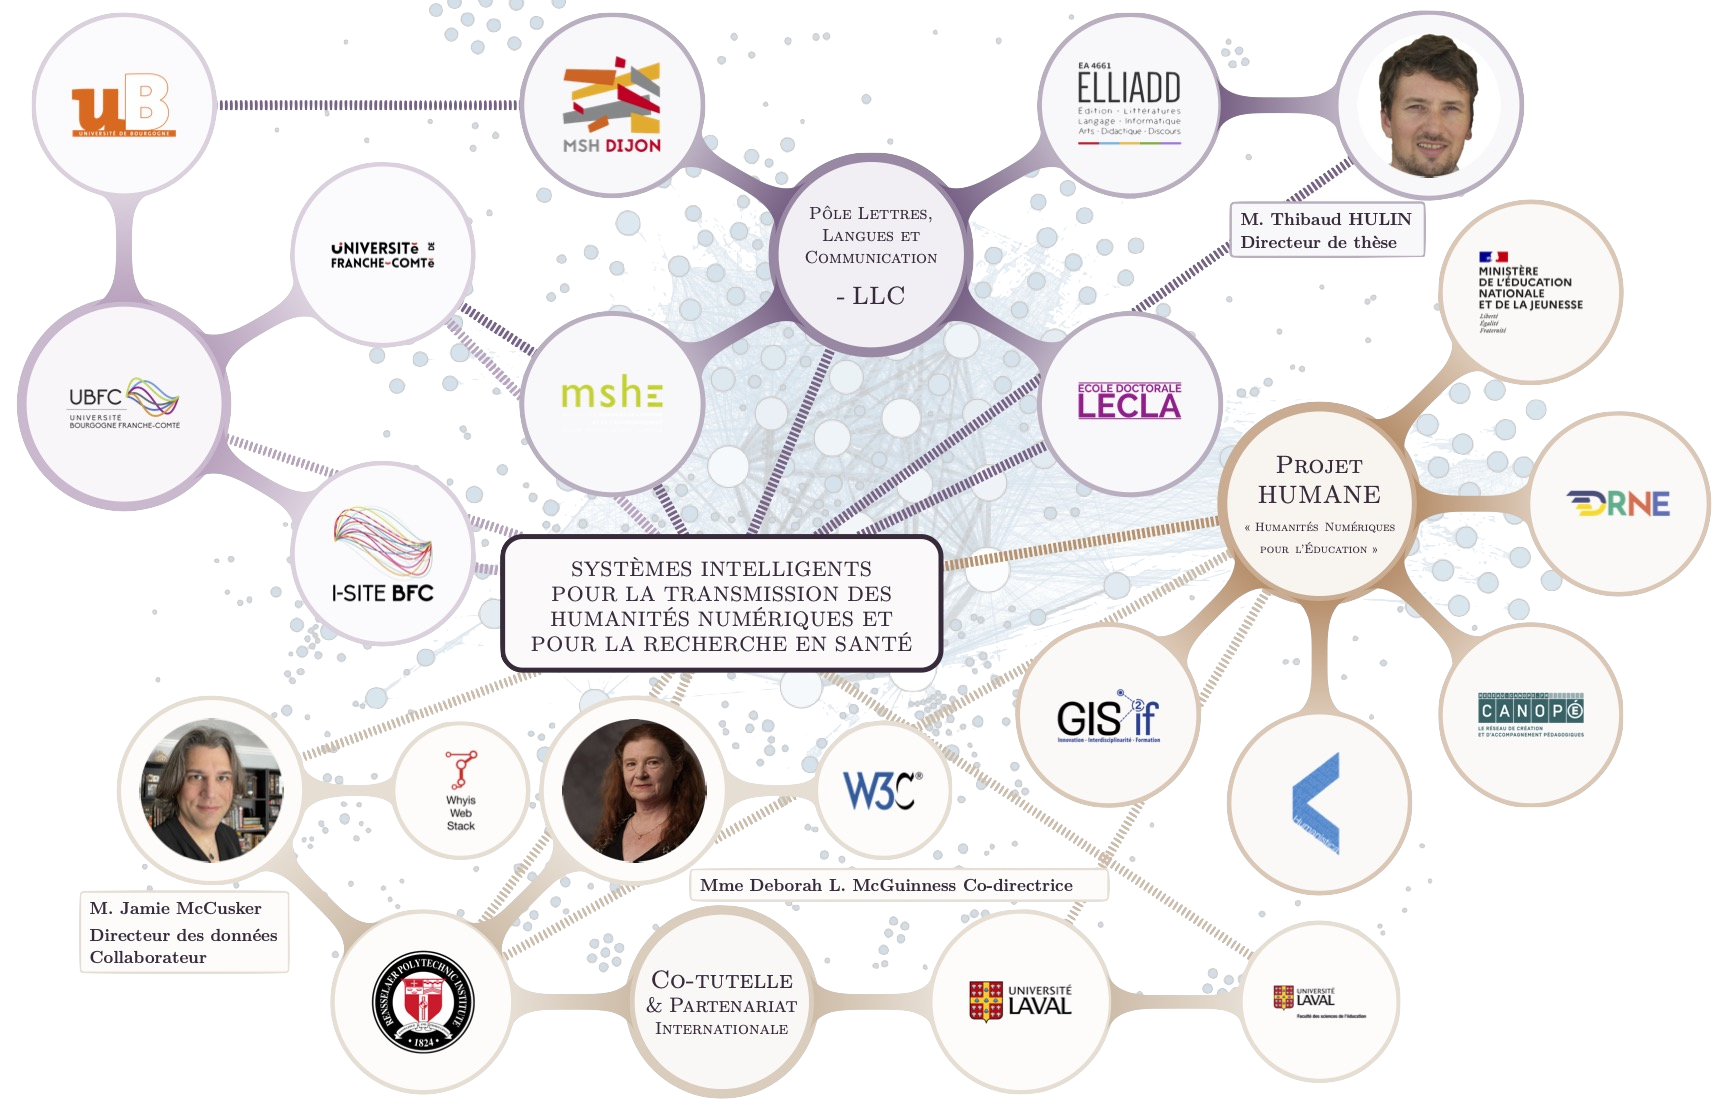 uB
UNIVERSITÉ DE BOURGOGNE
MSH DIJON
EA 4661
ELLIADD
Édition · Littératures
Langage · Informatique
Arts · Didactique · Discours
UNIVERSITÉ DE
FRANCHE-COMTÉ
PÔLE LETTRES,
LANGUES ET
COMMUNICATION
- LLC
M. Thibaud HULIN
Directeur de thèse
MINISTÈRE
DE L'ÉDUCATION
NATIONALE
ET DE LA JEUNESSE
Liberté
Égalité
Fraternité
UBFC
UNIVERSITÉ
BOURGOGNE FRANCHE-COMTÉ
mshe
ECOLE DOCTORALE
LECLA
PROJET
HUMANE
« HUMANITÉS NUMÉRIQUES
POUR L'ÉDUCATION »
DRNE
I-SITE BFC
SYSTÈMES INTELLIGENTS
POUR LA TRANSMISSION DES
HUMANITÉS NUMÉRIQUES ET
POUR LA RECHERCHE EN SANTÉ
GIS 2if
Innovation · Interdisciplinarité · Formation
RÉSEAU-CANOPE.FR
CANOPÉ
LE RÉSEAU DE CRÉATION
ET D'ACCOMPAGNEMENT PÉDAGOGIQUES
Whyis
Web
Stack
W3C®
Humanistica
M. Jamie McCusker
Directeur des données
Collaborateur
Mme Deborah L. McGuinness Co-directrice
RENSSELAER POLYTECHNIC INSTITUTE
· 1824 ·
CO-TUTELLE
& PARTENARIAT
INTERNATIONALE
UNIVERSITÉ
LAVAL
UNIVERSITÉ
LAVAL
Faculté des sciences de l'éducation